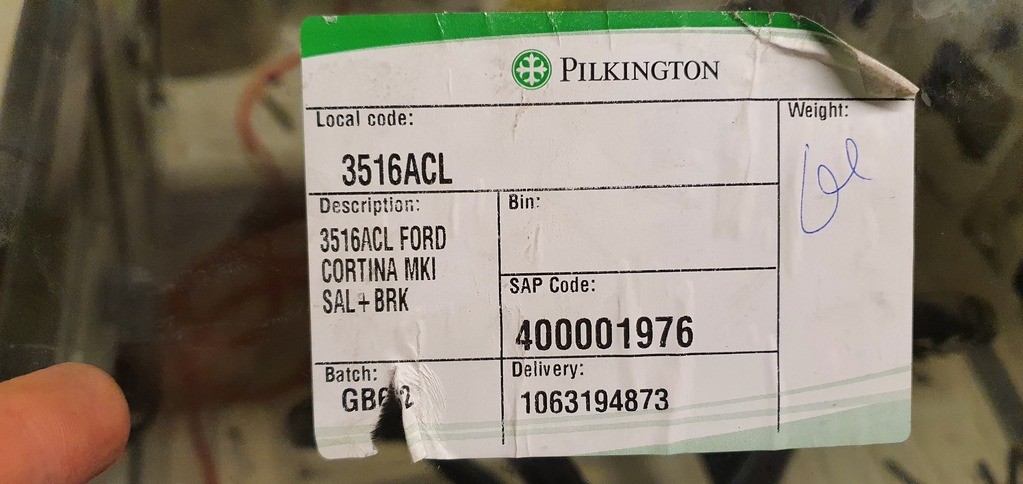 PILKINGTON
Local code:
3516ACL
Weight:
Description:
3516ACL FORD
CORTINA MKI
SAL+BRK
Bin:
SAP Code:
400001976
Batch:
Delivery:
1063194873